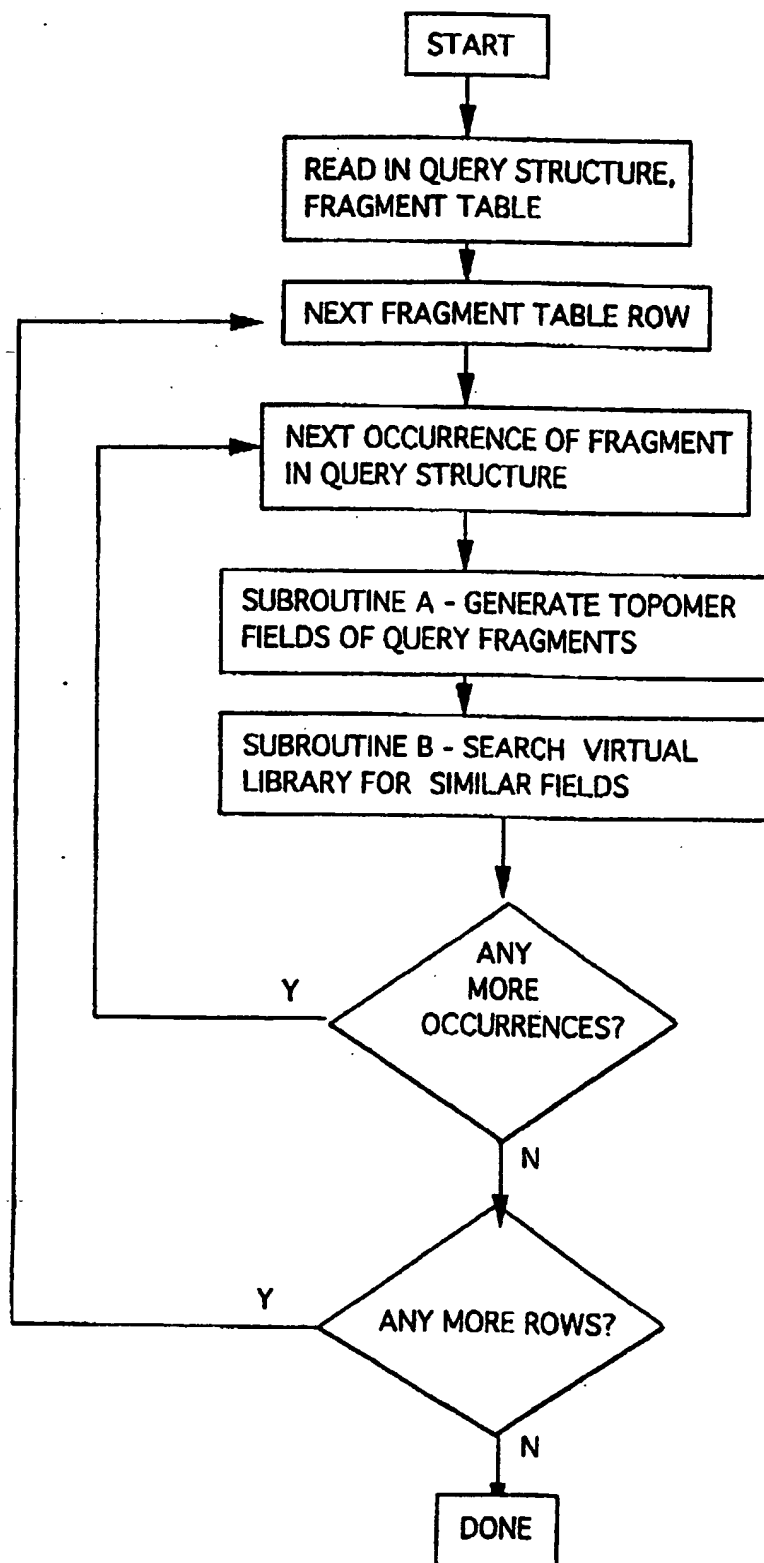 START
READ IN QUERY STRUCTURE,
FRAGMENT TABLE
NEXT FRAGMENT TABLE ROW
NEXT OCCURRENCE OF FRAGMENT
IN QUERY STRUCTURE
SUBROUTINE A - GENERATE TOPOMER
FIELDS OF QUERY FRAGMENTS
SUBROUTINE B - SEARCH VIRTUAL
LIBRARY FOR SIMILAR FIELDS
ANY
MORE
OCCURRENCES?
Y
N
ANY MORE ROWS?
Y
N
DONE